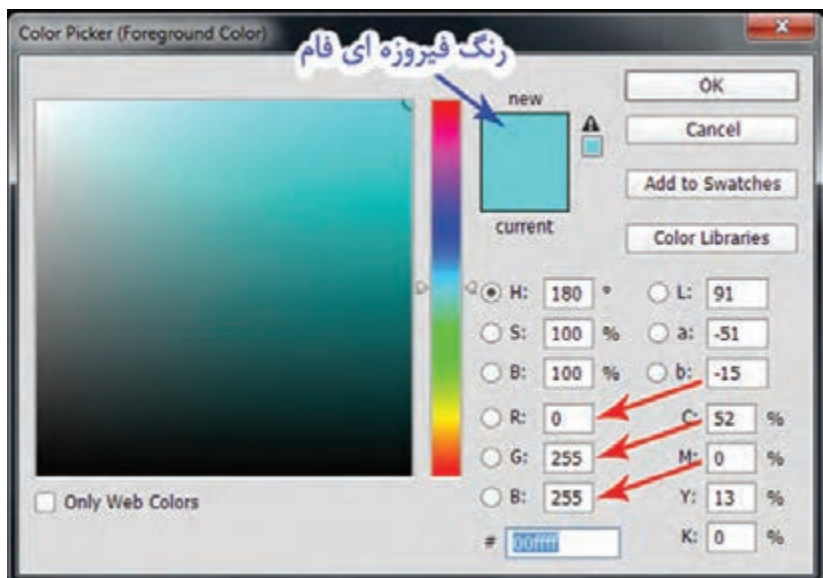 Color Picker (Foreground Color)
رنگ فیروزه ای فام
new
current
OK
Cancel
Add to Swatches
Color Libraries
H: 180 °
S: 100 %
B: 100 %
R: 0
G: 255
B: 255
# 00ffff
L: 91
a: -51
b: -15
C: 52 %
M: 0 %
Y: 13 %
K: 0 %
Only Web Colors